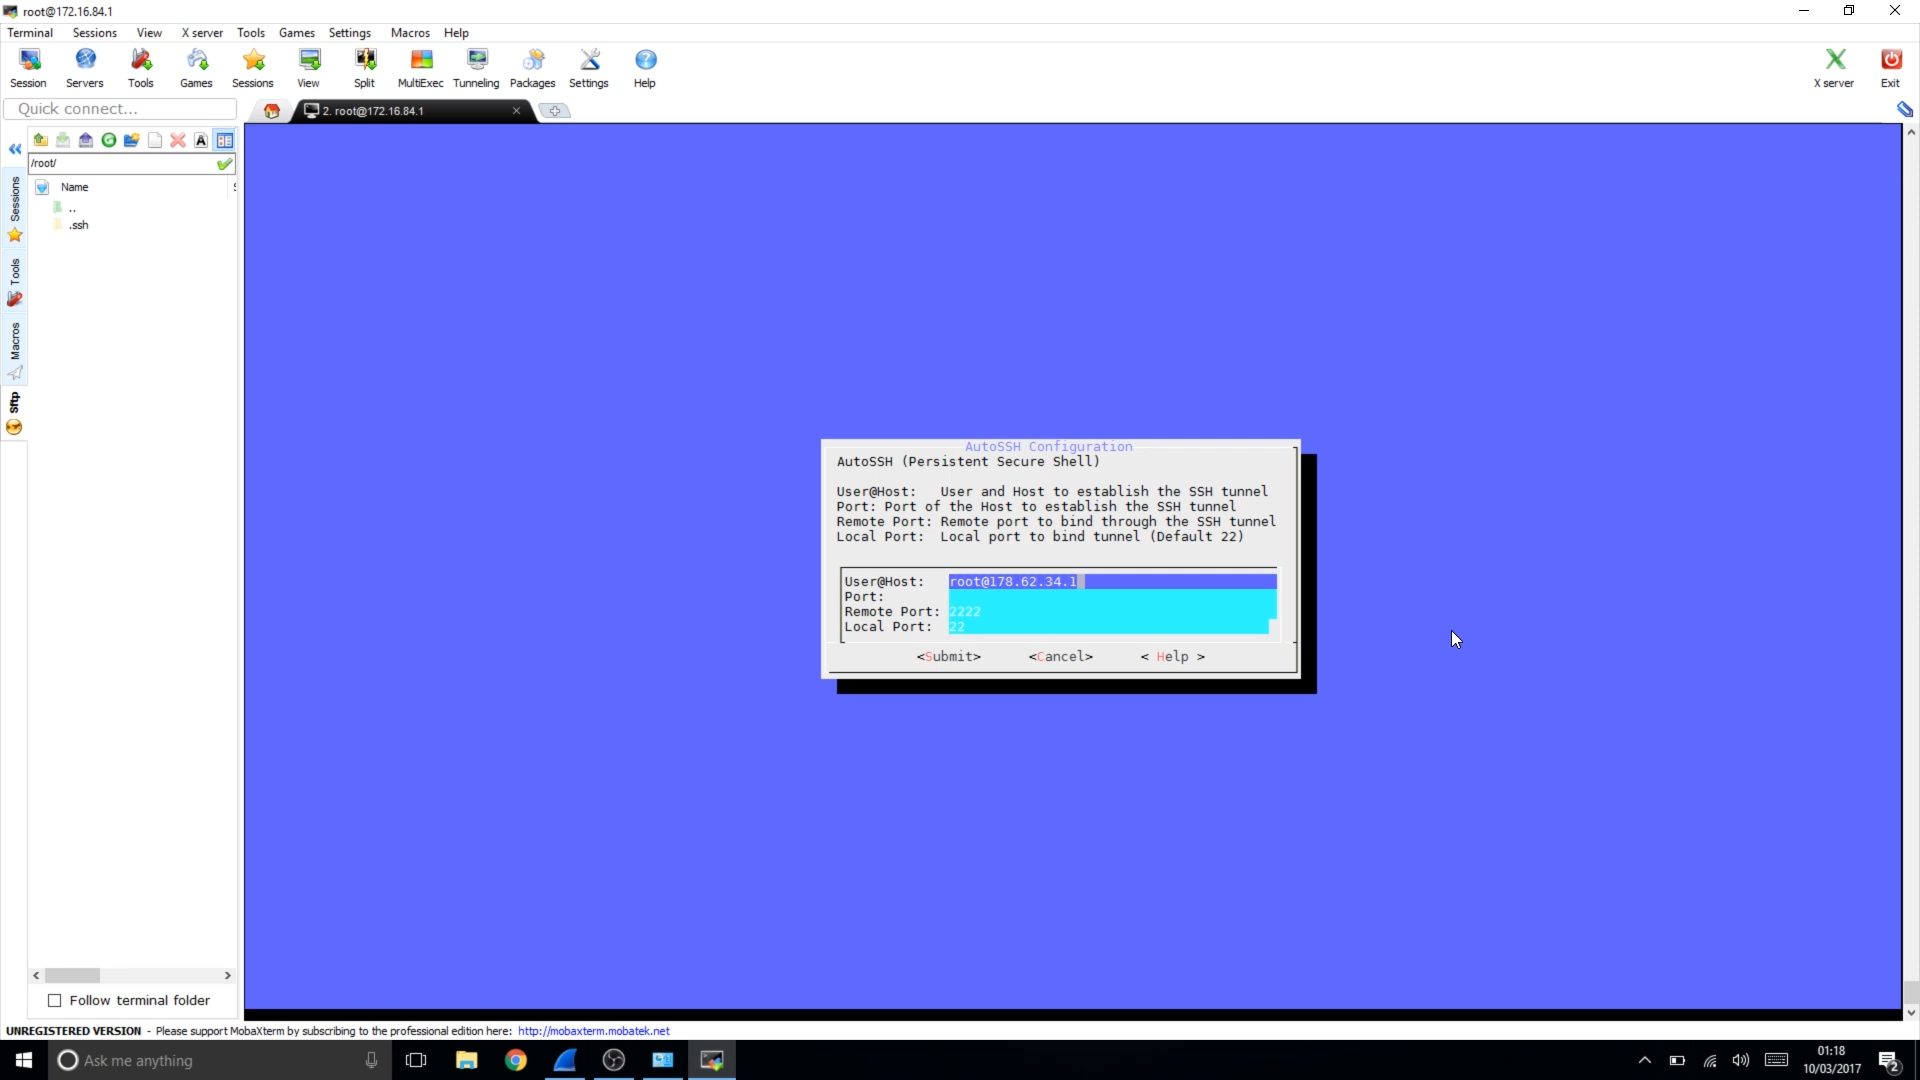 root@172.16.84.1
Terminal Sessions View X server Tools Games Settings Macros Help
Session Servers Tools Games Sessions View Split MultiExec Tunneling Packages Settings Help X server Exit
Quick connect...
2. root@172.16.84.1
/root/
Name
..
.ssh
Sessions
Tools
Macros
Sftp
AutoSSH Configuration
AutoSSH (Persistent Secure Shell)
User@Host: User and Host to establish the SSH tunnel
Port: Port of the Host to establish the SSH tunnel
Remote Port: Remote port to bind through the SSH tunnel
Local Port: Local port to bind tunnel (Default 22)
User@Host: root@178.62.34.1
Port:
Remote Port: 2222
Local Port: 22
<Submit> <Cancel> < Help >
Follow terminal folder
UNREGISTERED VERSION - Please support MobaXterm by subscribing to the professional edition here: http://mobaxterm.mobatek.net
Ask me anything
01:18
10/03/2017
2